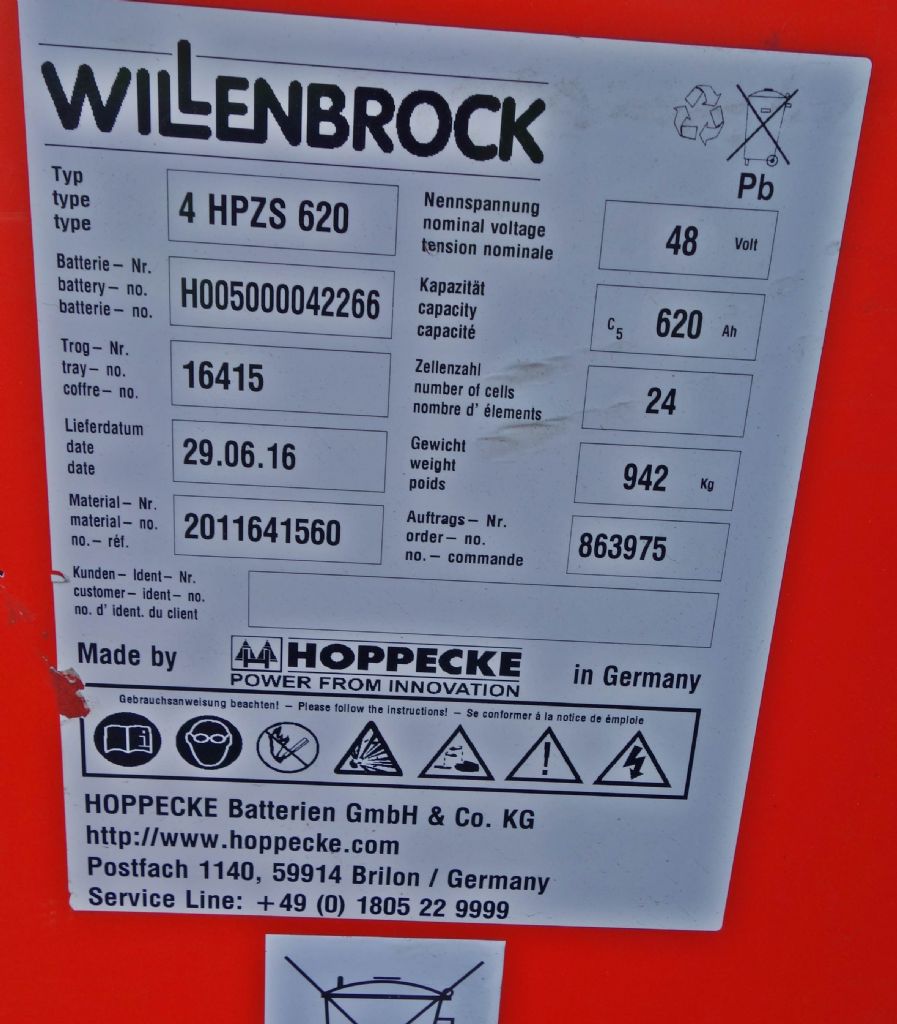 WILLENBROCK
Pb
Typ
type
type
4 HPZS 620
Nennspannung
nominal voltage
tension nominale
48 Volt
Batterie– Nr.
battery– no.
batterie– no.
H005000042266
Kapazität
capacity
capacité
C5 620 Ah
Trog– Nr.
tray– no.
coffre– no.
16415
Zellenzahl
number of cells
nombre d' élements
24
Lieferdatum
date
date
29.06.16
Gewicht
weight
poids
942 Kg
Material– Nr.
material– no.
no.– réf.
2011641560
Auftrags– Nr.
order– no.
no.– commande
863975
Kunden– Ident– Nr.
customer– ident– no.
no. d' ident. du client
Made by HOPPECKE in Germany
POWER FROM INNOVATION
Gebrauchsanweisung beachten! – Please follow the instructions! – Se conformer à la notice de émploie
HOPPECKE Batterien GmbH & Co. KG
http://www.hoppecke.com
Postfach 1140, 59914 Brilon / Germany
Service Line: +49 (0) 1805 22 9999